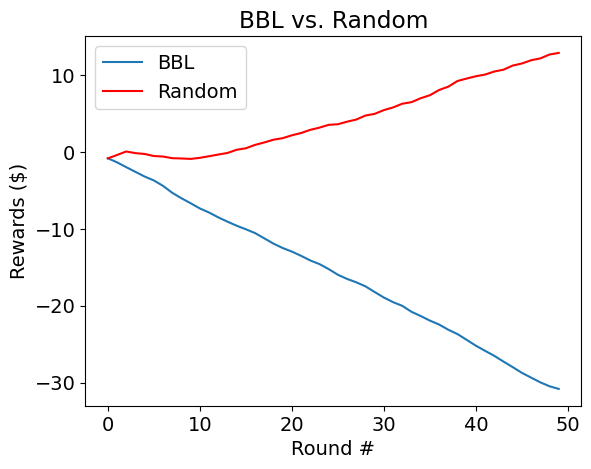 BBL vs. Random
BBL
Random
Rewards ($)
10
0
−10
−20
−30
0 10 20 30 40 50
Round #